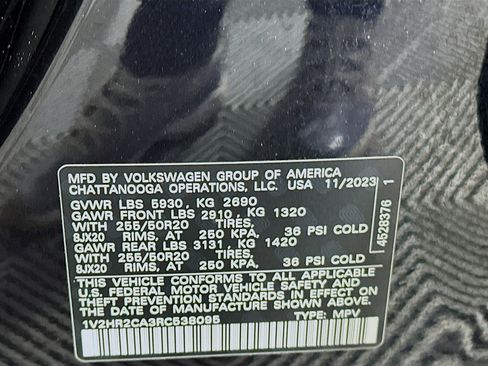 MFD BY VOLKSWAGEN GROUP OF AMERICA
CHATTANOOGA OPERATIONS, LLC. USA 11/2023
GVWR LBS 5930, KG 2690
GAWR FRONT LBS 2910, KG 1320
WITH 255/50R20 TIRES,
8JX20 RIMS, AT 250 KPA, 36 PSI COLD
GAWR REAR LBS 3131, KG 1420
WITH 255/50R20 TIRES,
8JX20 RIMS, AT 250 KPA, 36 PSI COLD
THIS VEHICLE CONFORMS TO ALL APPLICABLE
U.S. FEDERAL MOTOR VEHICLE SAFETY AND
THEFT PREVENTION STANDARDS IN EFFECT ON
THE DATE OF MANUFACTURE SHOWN ABOVE.
1V2HR2CA3RC538095 TYPE: MPV
4528376 1